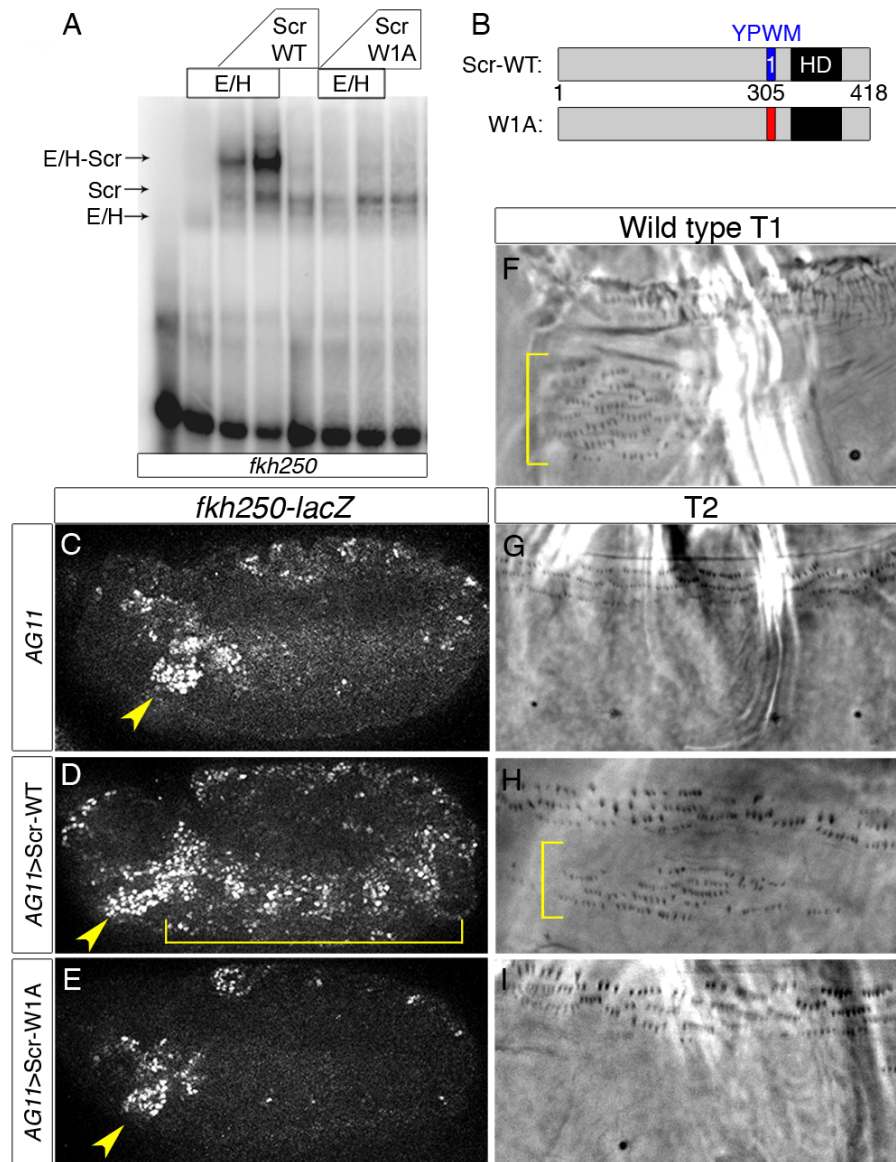 A
Scr
WT
Scr
W1A
E/H
E/H
E/H-Scr
Scr
E/H
fkh250
B
YPWM
Scr-WT:
1
HD
1
305
418
W1A:
Wild type T1
F
fkh250-lacZ
T2
AG11
C
G
AG11>Scr-WT
D
H
AG11>Scr-W1A
E
I